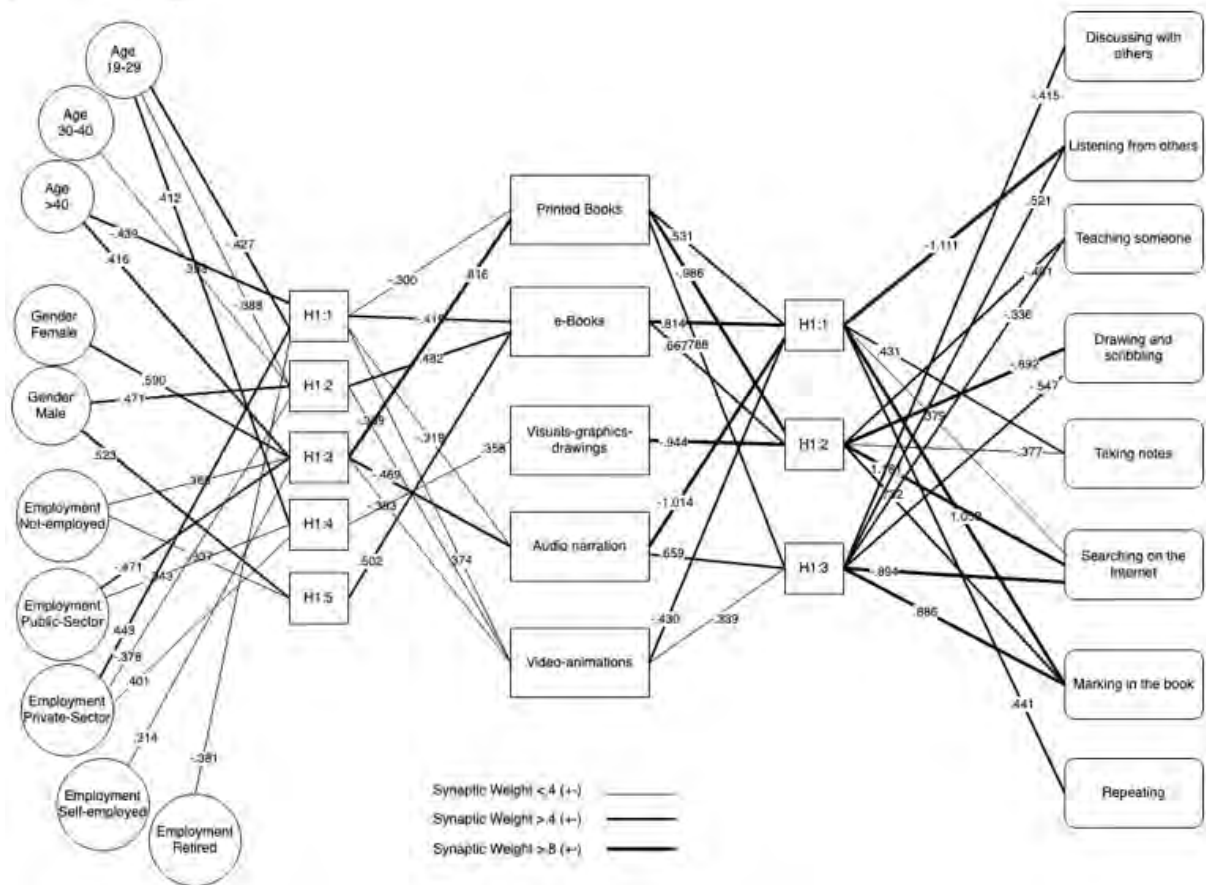 Age
19-29
Age
30-40
Age
>40
Gender
Female
Gender
Male
Employment
Not-employed
Employment
Public-Sector
Employment
Private-Sector
Employment
Self-employed
Employment
Retired
.412
-.427
-.439
.416
-.388
.590
-.471
.523
-.471
.443
-.378
.401
.314
-.381
H1:1
H1:2
H1:3
H1:4
H1:5
-.300
.816
.482
-.469
.358
.502
.374
Printed Books
e-Books
Visuals-graphics-
drawings
Audio narration
Video-animations
.531
-.986
.814
.667
.788
-.944
-1.014
-.659
-.430
-.339
H1:1
H1:2
H1:3
-.415
-1.111
.521
-.336
.431
-.692
-.547
.379
.377
-.894
.886
.441
Discussing with
others
Listening from others
Teaching someone
Drawing and
scribbling
Taking notes
Searching on the
Internet
Marking in the book
Repeating
Synaptic Weight <.4 (+-)
Synaptic Weight >.4 (+-)
Synaptic Weight >.8 (+-)